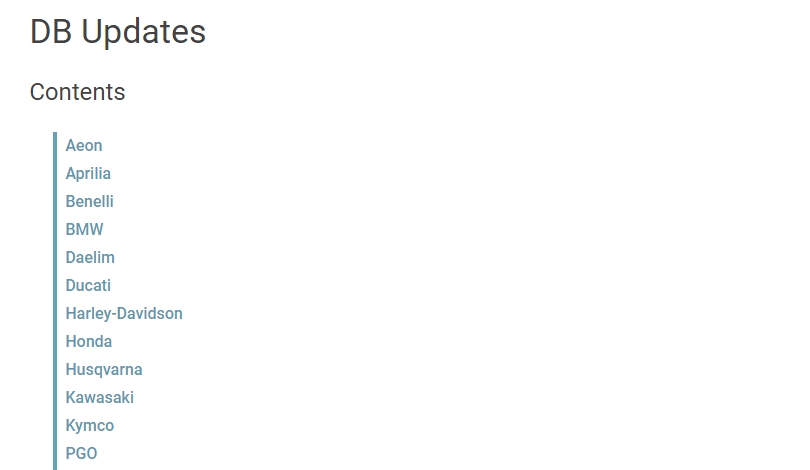 DB Updates
Contents
Aeon
Aprilia
Benelli
BMW
Daelim
Ducati
Harley-Davidson
Honda
Husqvarna
Kawasaki
Kymco
PGO